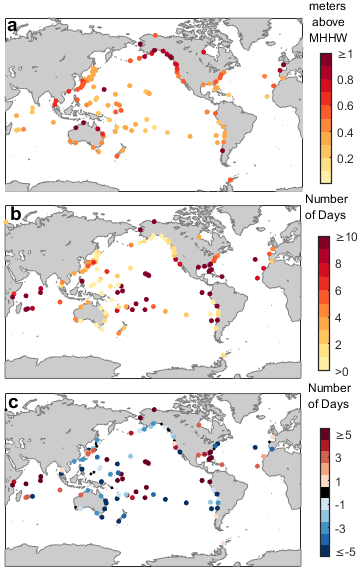 meters
above
MHHW
a
≥1
0.8
0.6
0.4
0.2
Number
of Days
b
≥10
8
6
4
2
>0
Number
of Days
c
≥5
3
1
-1
-3
≤-5